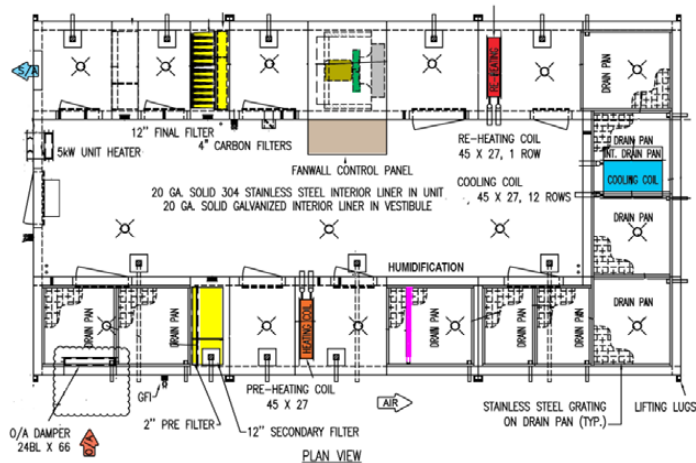 S/A
RE-HEATING
DRAIN PAN
12" FINAL FILTER
4" CARBON FILTERS
5kW UNIT HEATER
FANWALL CONTROL PANEL
RE-HEATING COIL
45 X 27, 1 ROW
DRAIN PAN
INT. DRAIN PAN
COOLING COIL
COOLING COIL
45 X 27, 12 ROWS
20 GA. SOLID 304 STAINLESS STEEL INTERIOR LINER IN UNIT
20 GA. SOLID GALVANIZED INTERIOR LINER IN VESTIBULE
DRAIN PAN
HUMIDIFICATION
DRAIN PAN
DRAIN PAN
HEATING COIL
DRAIN PAN
DRAIN PAN
DRAIN PAN
DRAIN PAN
GFI
PRE-HEATING COIL
45 X 27
AIR
STAINLESS STEEL GRATING
ON DRAIN PAN (TYP.)
LIFTING LUGS
O/A DAMPER
24BL X 66
2" PRE FILTER
12" SECONDARY FILTER
PLAN VIEW